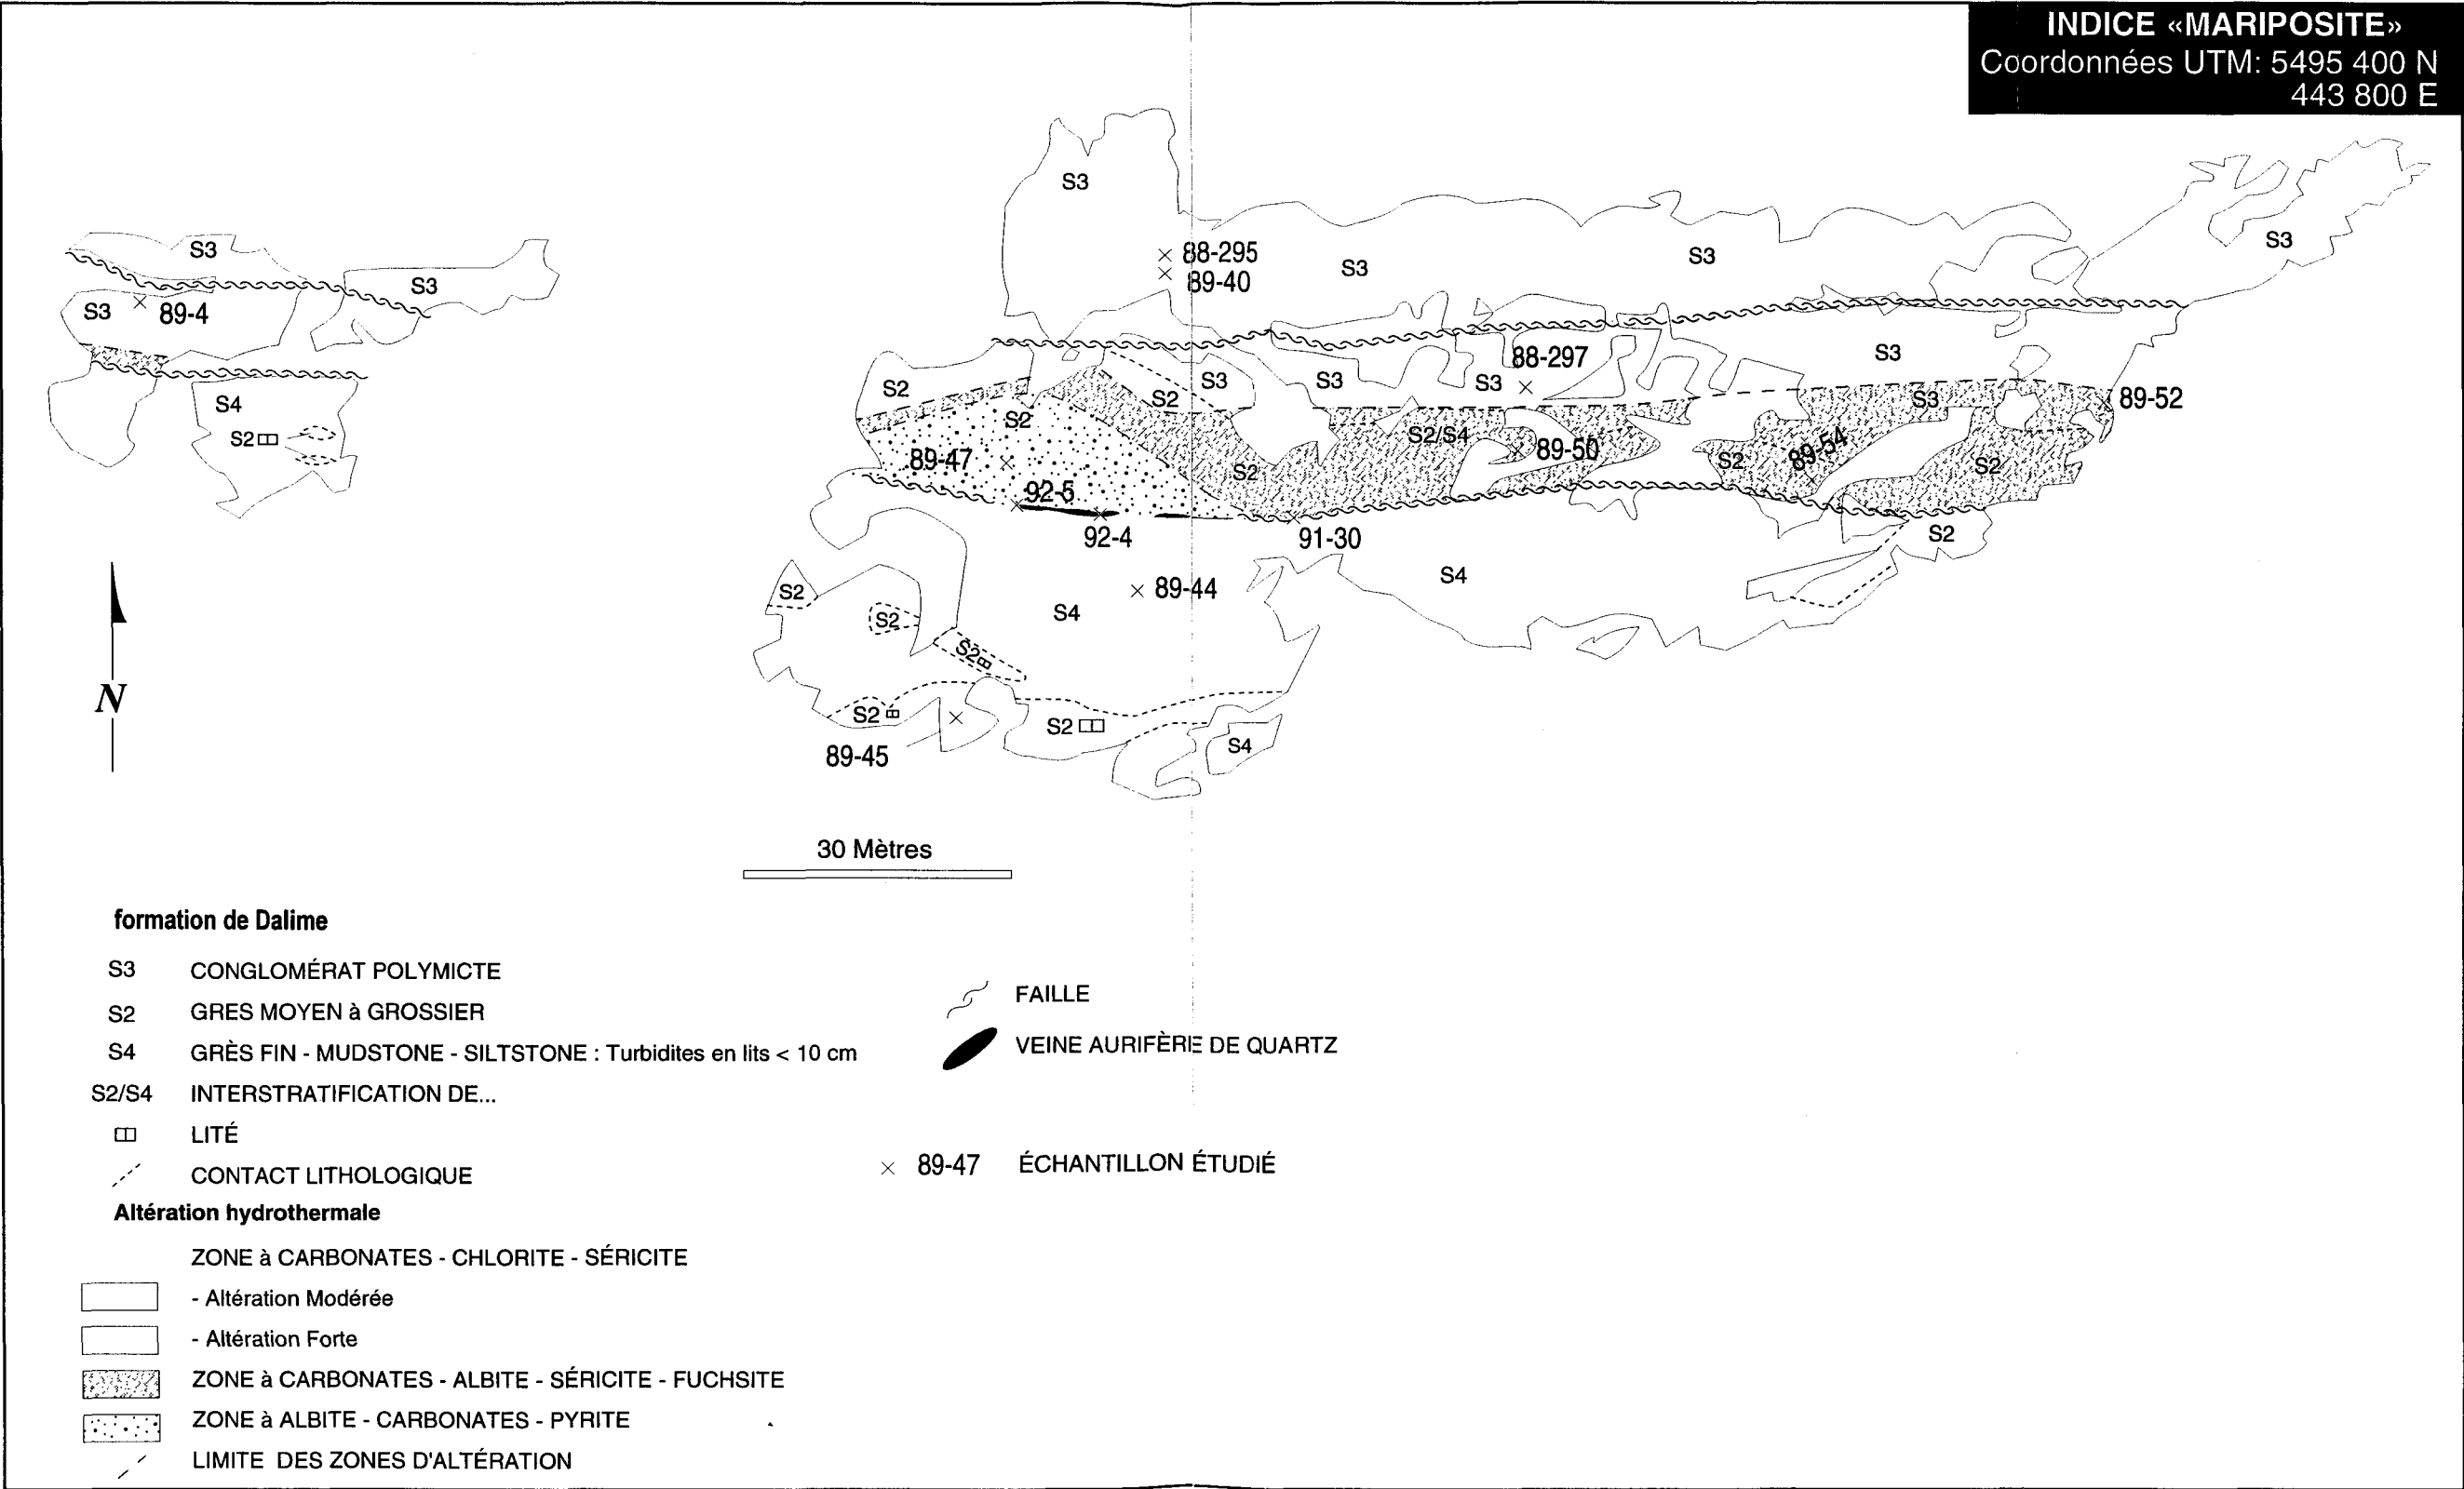 INDICE «MARIPOSITE»
Coordonnées UTM: 5495 400 N
443 800 E
S3
S3
S3
S3
88-295
89-40
S3
S3
S3
S3
89-4
S3
88-297
S3
S3
S3
S3
S2
S2
S2
S3
89-52
S4
S2
S2/S4
89-50
89-54
S2
S2
S2
89-47
92-5
92-4
91-30
S2
S4
89-44
S4
S2
S2
S2
S2
S2
S4
89-45
N
30 Mètres
formation de Dalime
S3 CONGLOMÉRAT POLYMICTE
S2 GRES MOYEN à GROSSIER
S4 GRÈS FIN - MUDSTONE - SILTSTONE : Turbidites en lits < 10 cm
S2/S4 INTERSTRATIFICATION DE...
LITÉ
CONTACT LITHOLOGIQUE
FAILLE
VEINE AURIFÈRE DE QUARTZ
× 89-47 ÉCHANTILLON ÉTUDIÉ
Altération hydrothermale
ZONE à CARBONATES - CHLORITE - SÉRICITE
- Altération Modérée
- Altération Forte
ZONE à CARBONATES - ALBITE - SÉRICITE - FUCHSITE
ZONE à ALBITE - CARBONATES - PYRITE
LIMITE DES ZONES D'ALTÉRATION